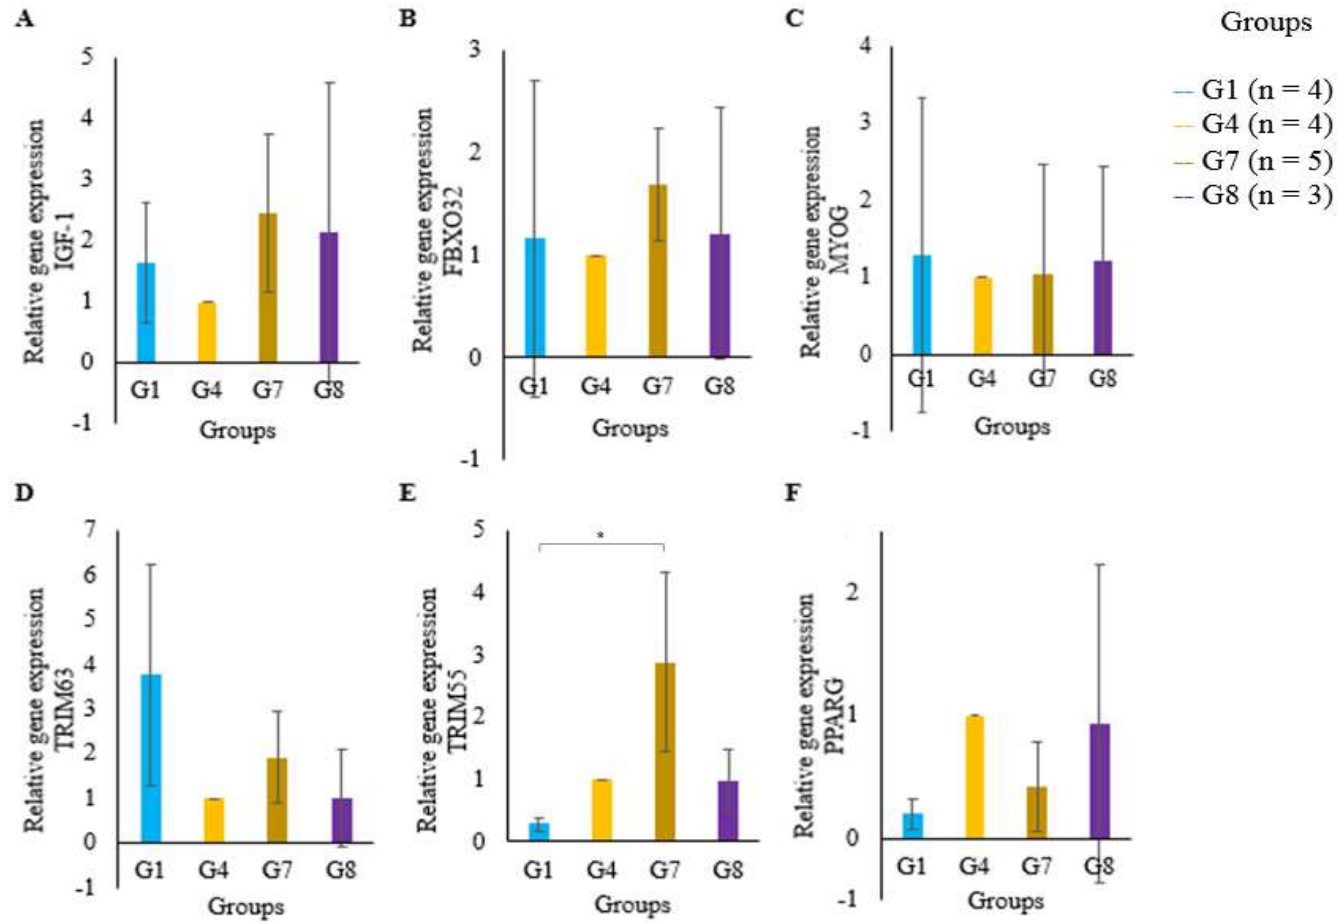 A
Relative gene expression
IGF-1
5
4
3
2
1
0
-1
G1 G4 G7 G8
Groups
B
Relative gene expression
FBXO32
3
2
1
0
-1
G1 G4 G7 G8
Groups
C
Relative gene expression
MYOG
4
3
2
1
0
-1
G1 G4 G7 G8
Groups
Groups
G1 (n = 4)
G4 (n = 4)
G7 (n = 5)
G8 (n = 3)
D
Relative gene expression
TRIM63
7
6
5
4
3
2
1
0
-1
G1 G4 G7 G8
Groups
E
Relative gene expression
TRIM55
5
4
3
2
1
0
*
G1 G4 G7 G8
Groups
F
Relative gene expression
PPARG
2
1
0
-1
G1 G4 G7 G8
Groups